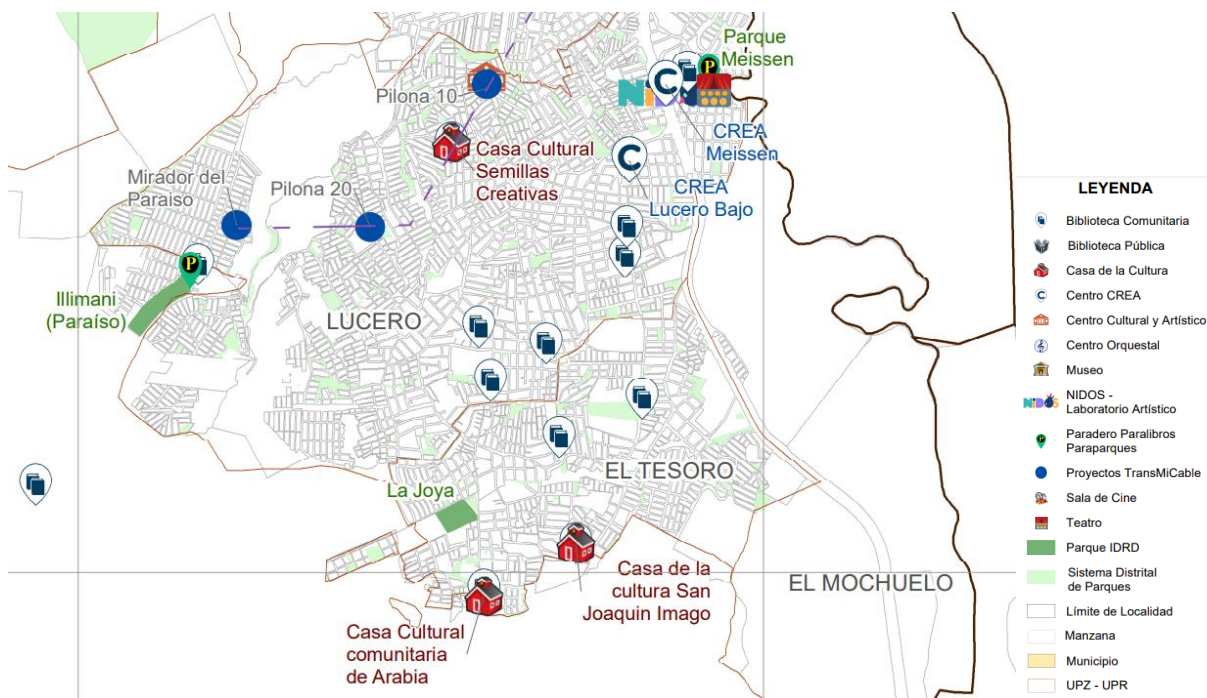 Parque
Meissen
Pilona 10
CREA
Meissen
Casa Cultural
Semillas
Creativas
Mirador del
Paraiso
Pilona 20
CREA
Lucero Bajo
Illimani
(Paraíso)
LUCERO
EL TESORO
La Joya
Casa de la
cultura San
Joaquin Imago
EL MOCHUELO
Casa Cultural
comunitaria
de Arabia
LEYENDA
Biblioteca Comunitaria
Biblioteca Pública
Casa de la Cultura
C
Centro CREA
Centro Cultural y Artístico
Centro Orquestal
Museo
NiDOS
NIDOS -
Laboratorio Artístico
P
Paradero Paralibros
Paraparques
Proyectos TransMiCable
Sala de Cine
Teatro
Parque IDRD
Sistema Distrital
de Parques
Límite de Localidad
Manzana
Municipio
UPZ - UPR